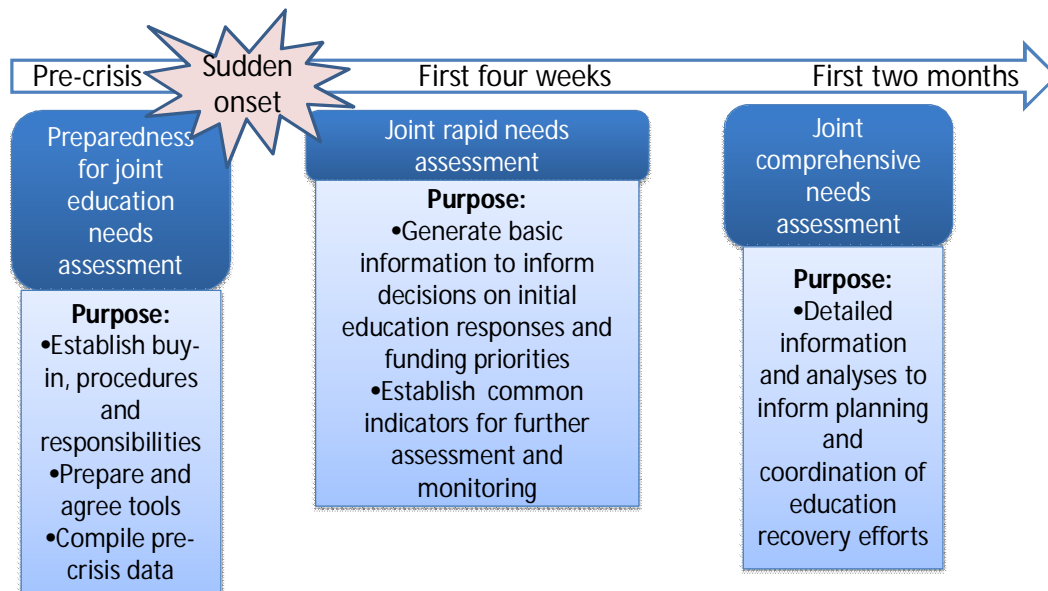 Pre-crisis
Sudden
onset
First four weeks
First two months
Preparedness
for joint
education
needs
assessment
Purpose:
•Establish buy-
in, procedures
and
responsibilities
•Prepare and
agree tools
•Compile pre-
crisis data
Joint rapid needs
assessment
Purpose:
•Generate basic
information to inform
decisions on initial
education responses and
funding priorities
•Establish common
indicators for further
assessment and
monitoring
Joint
comprehensive
needs
assessment
Purpose:
•Detailed
information
and analyses to
inform planning
and
coordination of
education
recovery efforts